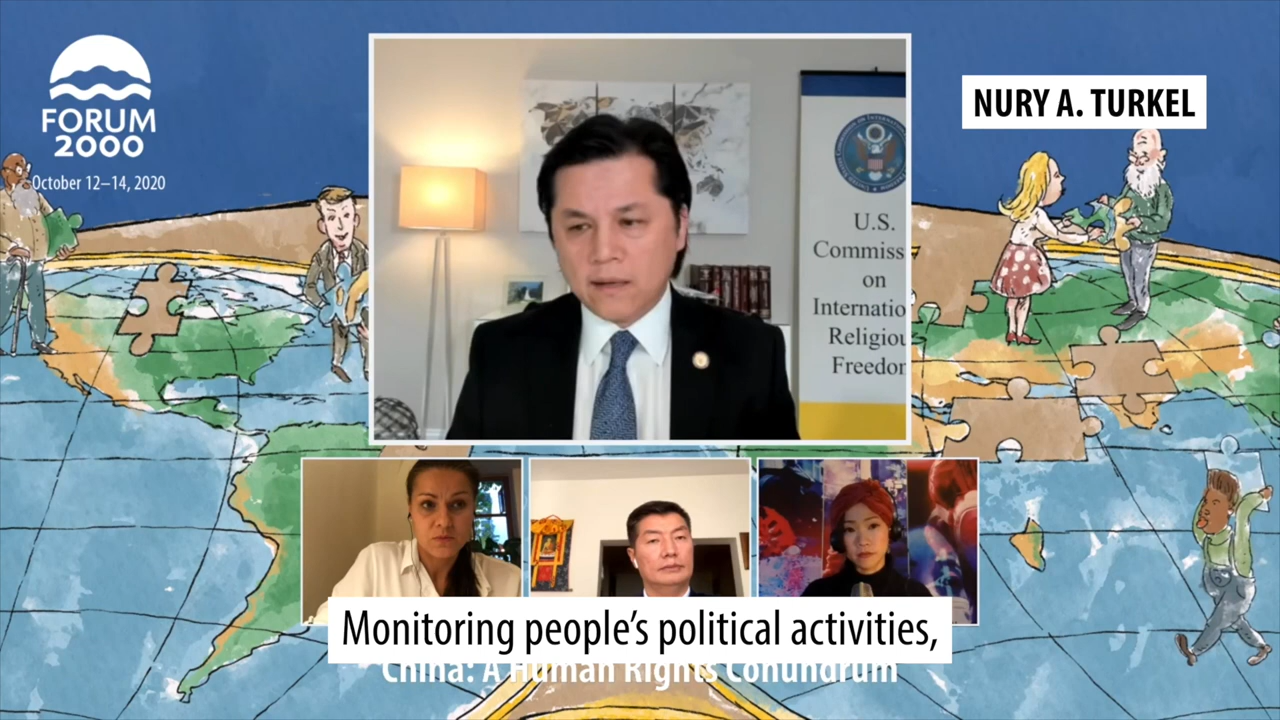 FORUM
2000
October 12–14, 2020
NURY A. TURKEL
U.S.
Commiss
on
Internatio
Religiou
Freedom
Monitoring people’s political activities,
China: A Human Rights Conundrum